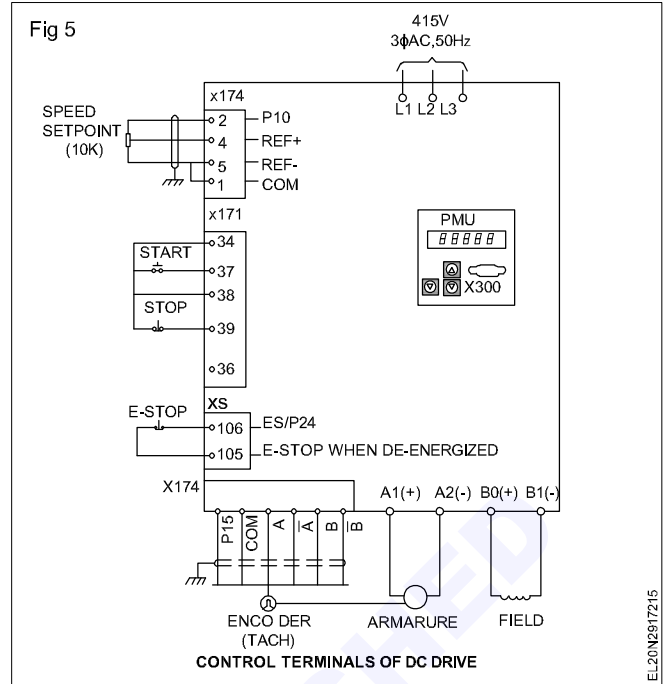 Fig 5
415V
3ɸAC,50Hz
L1 L2 L3
x174
SPEED
SETPOINT
(10K)
2 P10
4 REF+
5 REF-
1 COM
x171
34
START
37
38
STOP
39
36
PMU
88888
X300
XS
E-STOP
106 ES/P24
105 E-STOP WHEN DE-ENERGIZED
X174
A1(+) A2(-) B0(+) B1(-)
P15 COM A A̅ B B̅
ENCO DER
(TACH)
ARMARURE
FIELD
CONTROL TERMINALS OF DC DRIVE
EL20N2917215